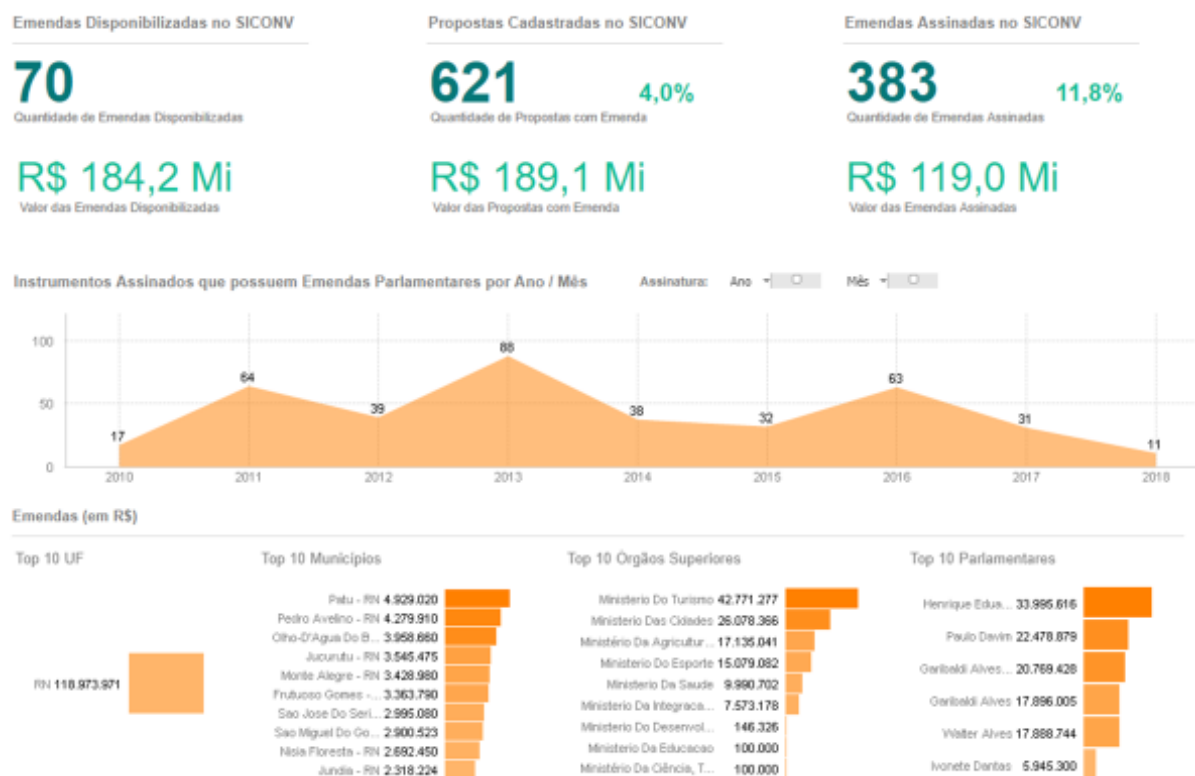 Emendas Disponibilizadas no SICONV
Propostas Cadastradas no SICONV
Emendas Assinadas no SICONV
70
621 4,0%
383 11,8%
Quantidade de Emendas Disponibilizadas
Quantidade de Propostas com Emenda
Quantidade de Emendas Assinadas
R$ 184,2 Mi
R$ 189,1 Mi
R$ 119,0 Mi
Valor das Emendas Disponibilizadas
Valor das Propostas com Emenda
Valor das Emendas Assinadas
Instrumentos Assinados que possuem Emendas Parlamentares por Ano / Mês
Assinatura: Ano Mês
100
50
0
17
64
39
88
38
32
63
31
11
2010 2011 2012 2013 2014 2015 2016 2017 2018
Emendas (em R$)
Top 10 UF
RN 118.973.971
Top 10 Municípios
Patu - RN 4.929.020
Pedro Avelino - RN 4.279.910
Olho-D'Agua Do B... 3.958.660
Jucurutu - RN 3.545.475
Monte Alegre - RN 3.428.980
Frutuoso Gomes -... 3.363.790
Sao Jose Do Seri... 2.995.080
Sao Miguel Do Go... 2.900.523
Nisia Floresta - RN 2.692.450
Jundia - RN 2.318.224
Top 10 Órgãos Superiores
Ministerio Do Turismo 42.771.277
Ministerio Das Cidades 26.078.366
Ministério Da Agricultur... 17.135.041
Ministerio Do Esporte 15.079.082
Ministerio Da Saude 9.990.702
Ministerio Da Integraca... 7.573.178
Ministerio Do Desenvol... 146.326
Ministerio Da Educacao 100.000
Ministério Da Ciência, T... 100.000
Top 10 Parlamentares
Henrique Edua... 33.995.616
Paulo Davim 22.478.879
Garibaldi Alves... 20.769.428
Garibaldi Alves 17.896.005
Walter Alves 17.888.744
Ivonete Dantas 5.945.300